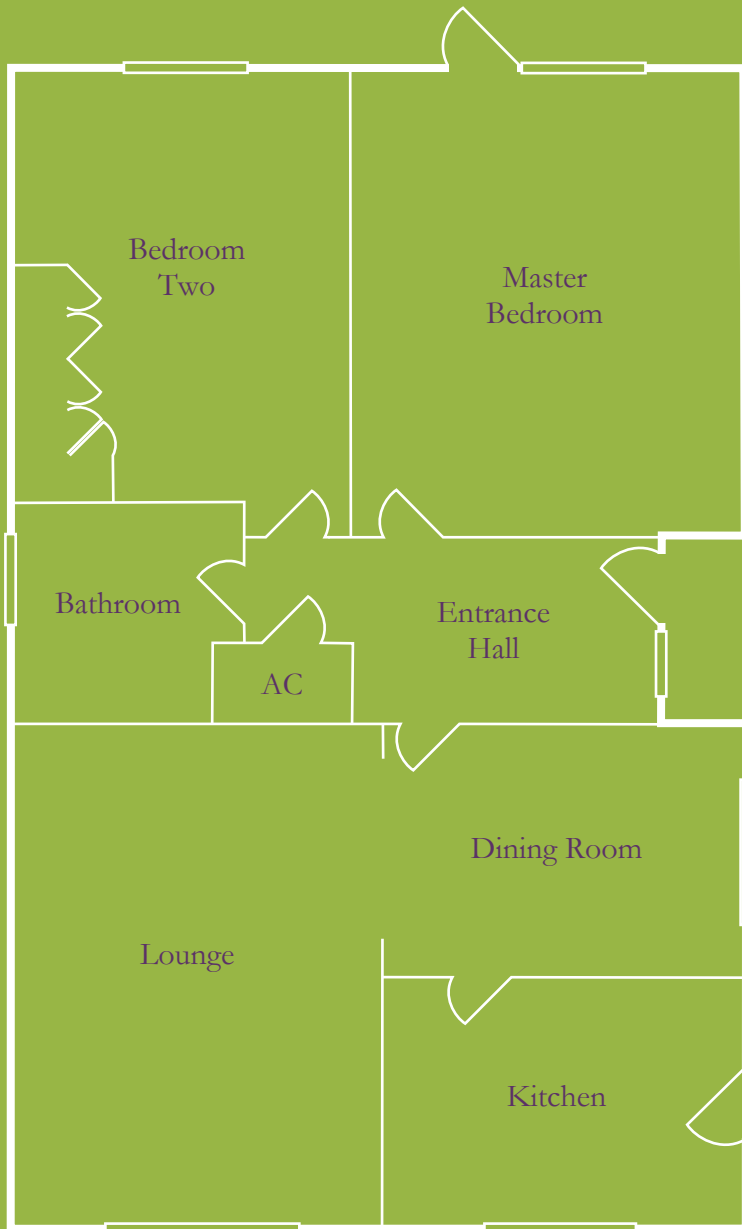 Bedroom
Two
Master
Bedroom
Bathroom
Entrance
Hall
AC
Dining Room
Lounge
Kitchen